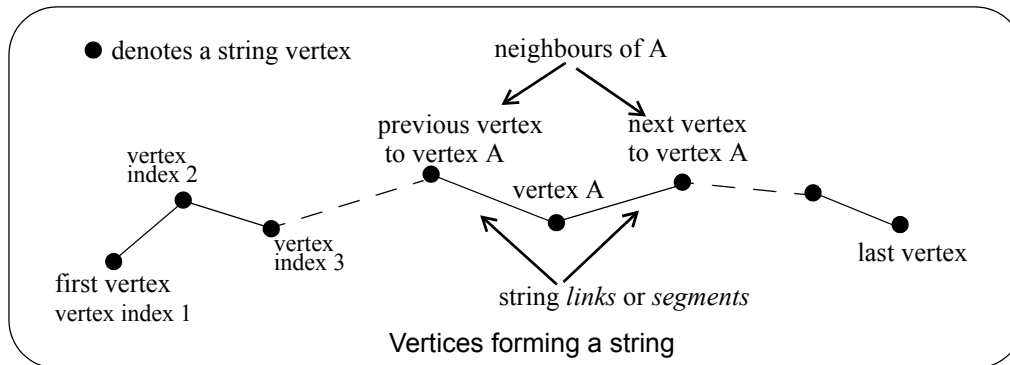 denotes a string vertex
neighbours of A
previous vertex
to vertex A
next vertex
to vertex A
vertex
index 2
vertex A
vertex
index 3
last vertex
first vertex
vertex index 1
string links or segments
Vertices forming a string